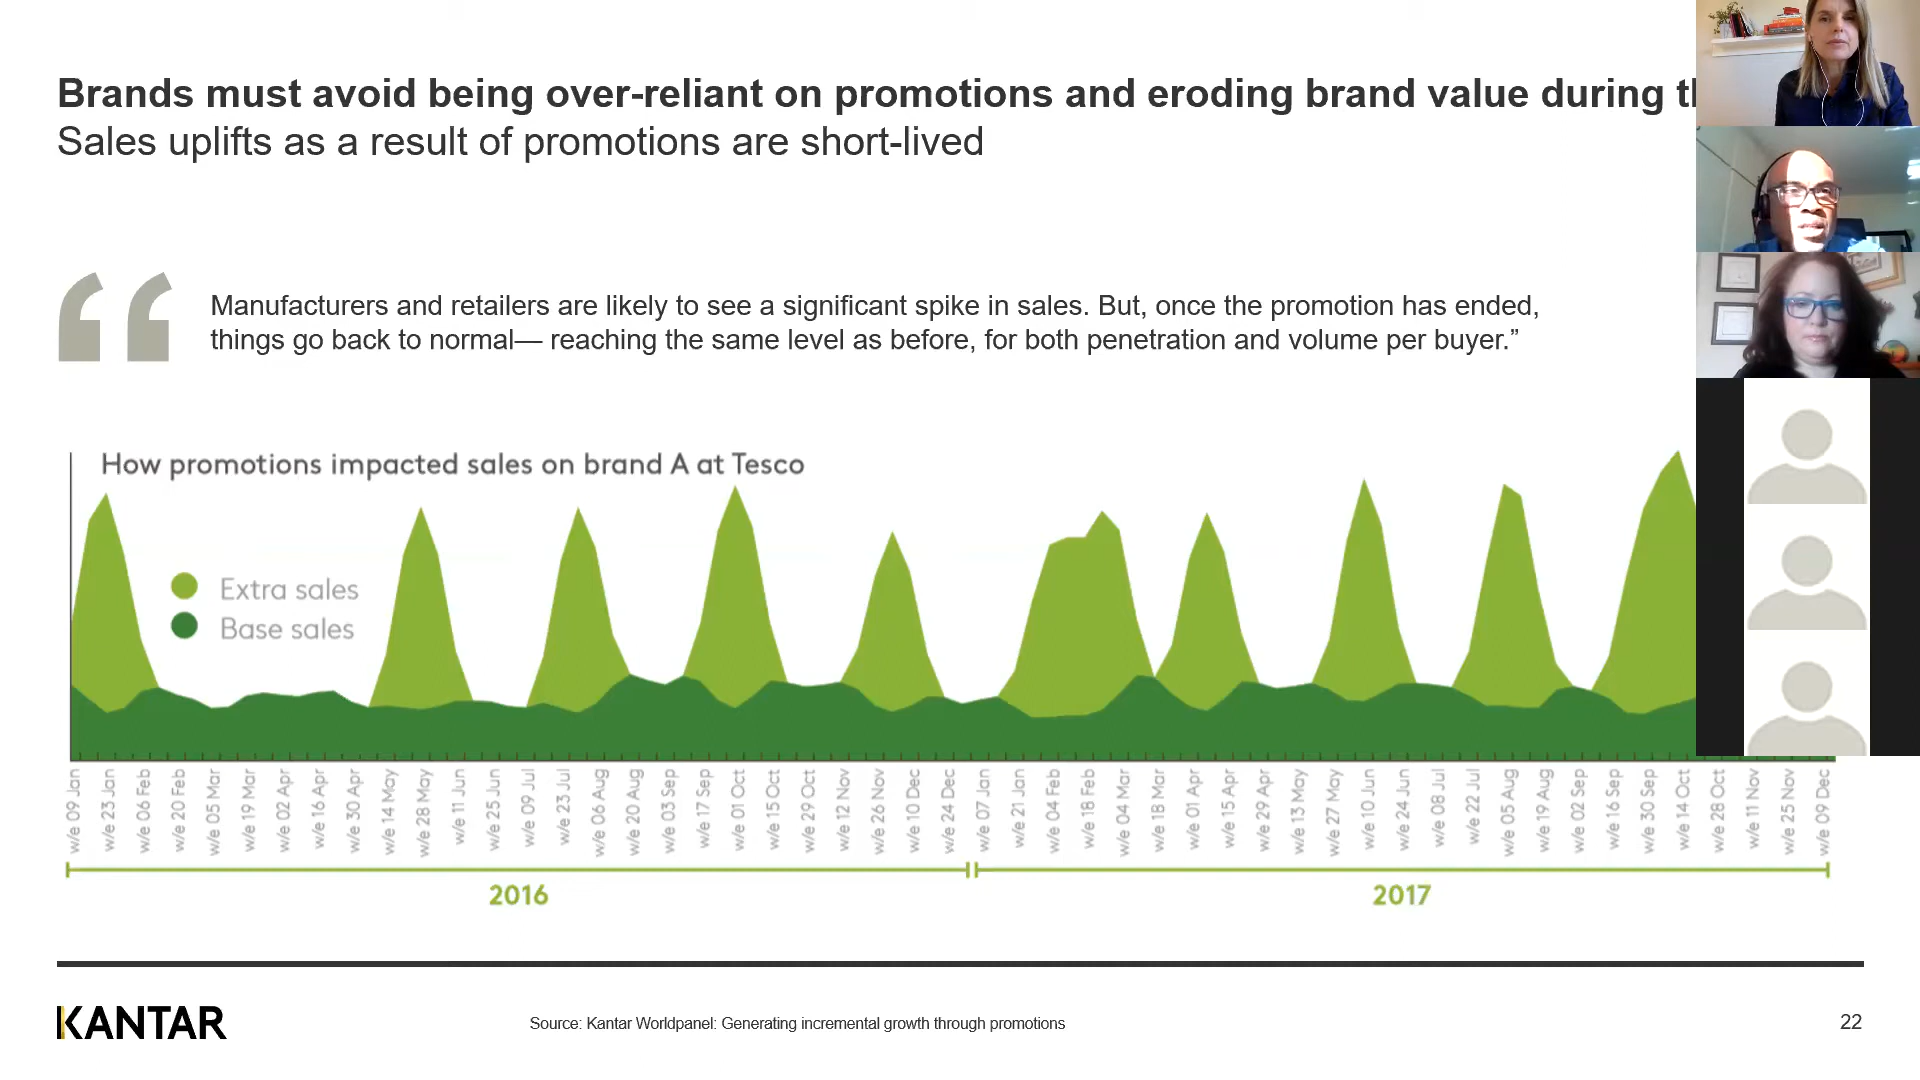 Brands must avoid being over-reliant on promotions and eroding brand value during
Sales uplifts as a result of promotions are short-lived
“
Manufacturers and retailers are likely to see a significant spike in sales. But, once the promotion has ended,
things go back to normal— reaching the same level as before, for both penetration and volume per buyer.”
How promotions impacted sales on brand A at Tesco
Extra sales
Base sales
w/e 09 Jan
w/e 23 Jan
w/e 06 Feb
w/e 20 Feb
w/e 05 Mar
w/e 19 Mar
w/e 02 Apr
w/e 16 Apr
w/e 30 Apr
w/e 14 May
w/e 28 May
w/e 11 Jun
w/e 25 Jun
w/e 09 Jul
w/e 23 Jul
w/e 06 Aug
w/e 20 Aug
w/e 03 Sep
w/e 17 Sep
w/e 01 Oct
w/e 15 Oct
w/e 29 Oct
w/e 12 Nov
w/e 26 Nov
w/e 10 Dec
w/e 24 Dec
w/e 07 Jan
w/e 21 Jan
w/e 04 Feb
w/e 18 Feb
w/e 04 Mar
w/e 18 Mar
w/e 01 Apr
w/e 15 Apr
w/e 29 Apr
w/e 13 May
w/e 27 May
w/e 10 Jun
w/e 24 Jun
w/e 08 Jul
w/e 22 Jul
w/e 05 Aug
w/e 19 Aug
w/e 02 Sep
w/e 16 Sep
w/e 30 Sep
w/e 14 Oct
w/e 28 Oct
w/e 11 Nov
w/e 25 Nov
w/e 09 Dec
2016
2017
KANTAR
Source: Kantar Worldpanel: Generating incremental growth through promotions
22